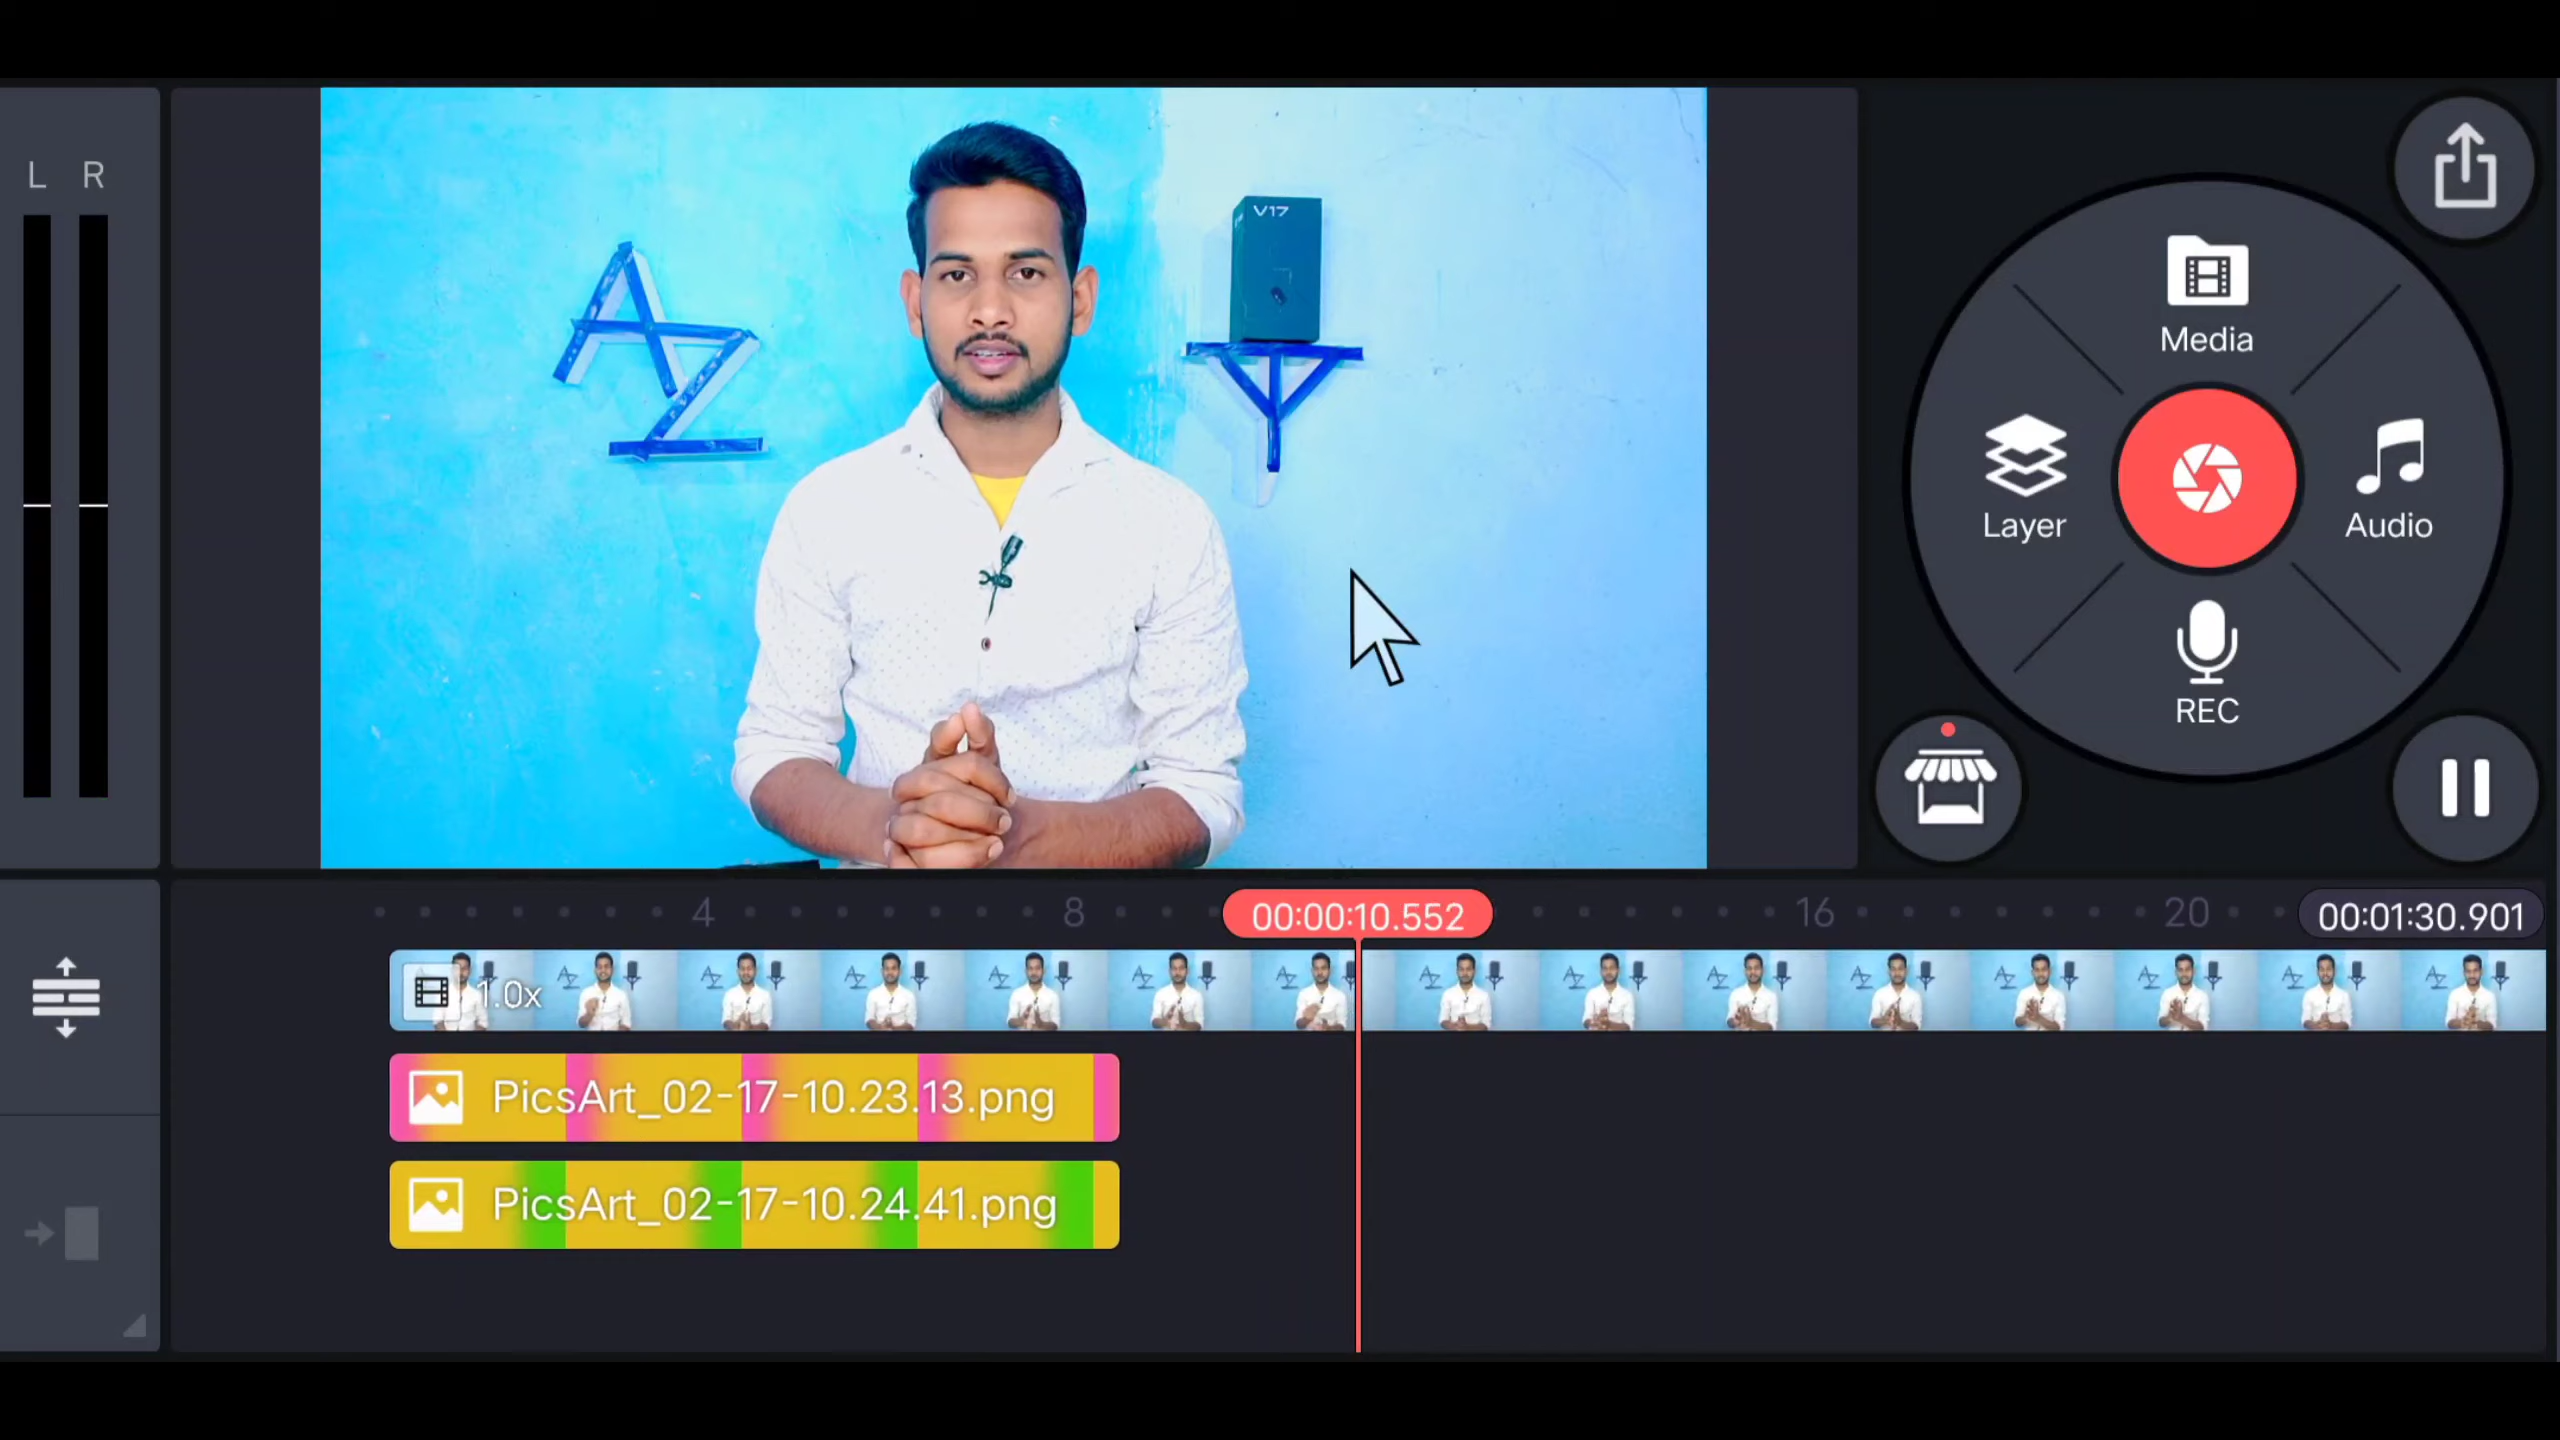 L R
V17
AZ
Media
Layer
Audio
REC
4 8 00:00:10.552 16 20 00:01:30.901
1.0x
PicsArt_02-17-10.23.13.png
PicsArt_02-17-10.24.41.png